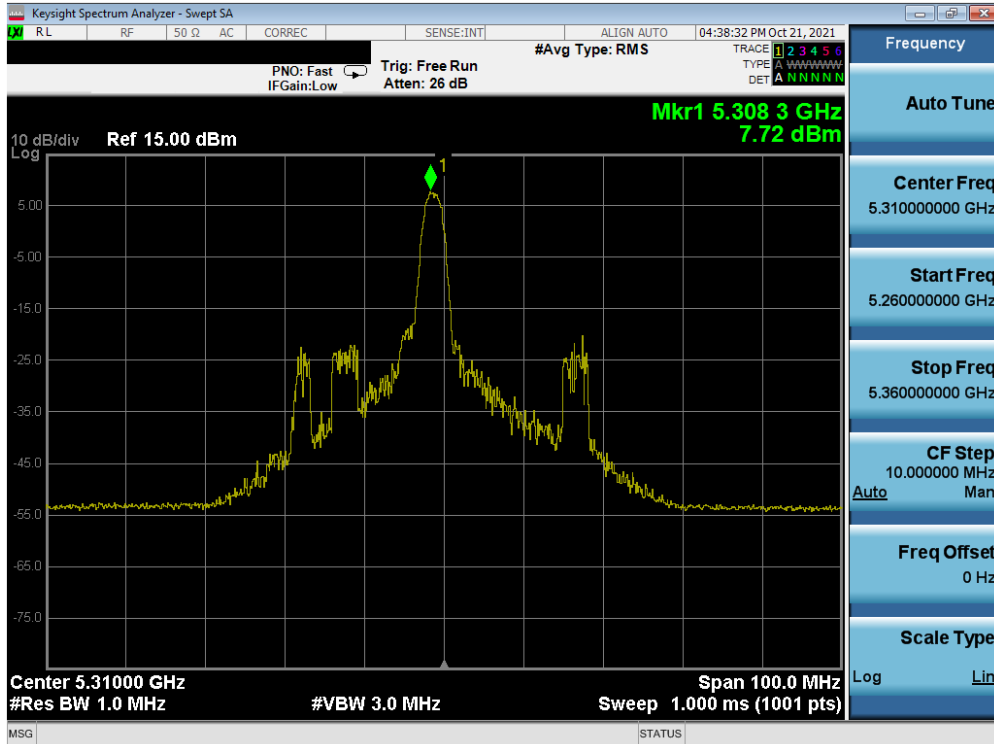 Keysight Spectrum Analyzer - Swept SA
LXI RL RF 50 Ω AC CORREC SENSE:INT ALIGN AUTO 04:38:32 PM Oct 21, 2021
PNO: Fast
IFGain:Low
Trig: Free Run
Atten: 26 dB
#Avg Type: RMS
TRACE 1 2 3 4 5 6
TYPE A WWWWW
DET A N N N N N
Mkr1 5.308 3 GHz
7.72 dBm
10 dB/div Ref 15.00 dBm
Log
1
5.00
-5.00
-15.0
-25.0
-35.0
-45.0
-55.0
-65.0
-75.0
Center 5.31000 GHz Span 100.0 MHz
#Res BW 1.0 MHz #VBW 3.0 MHz Sweep 1.000 ms (1001 pts)
MSG STATUS
Frequency
Auto Tune
Center Freq
5.310000000 GHz
Start Freq
5.260000000 GHz
Stop Freq
5.360000000 GHz
CF Step
10.000000 MHz
Auto Man
Freq Offset
0 Hz
Scale Type
Log Lin